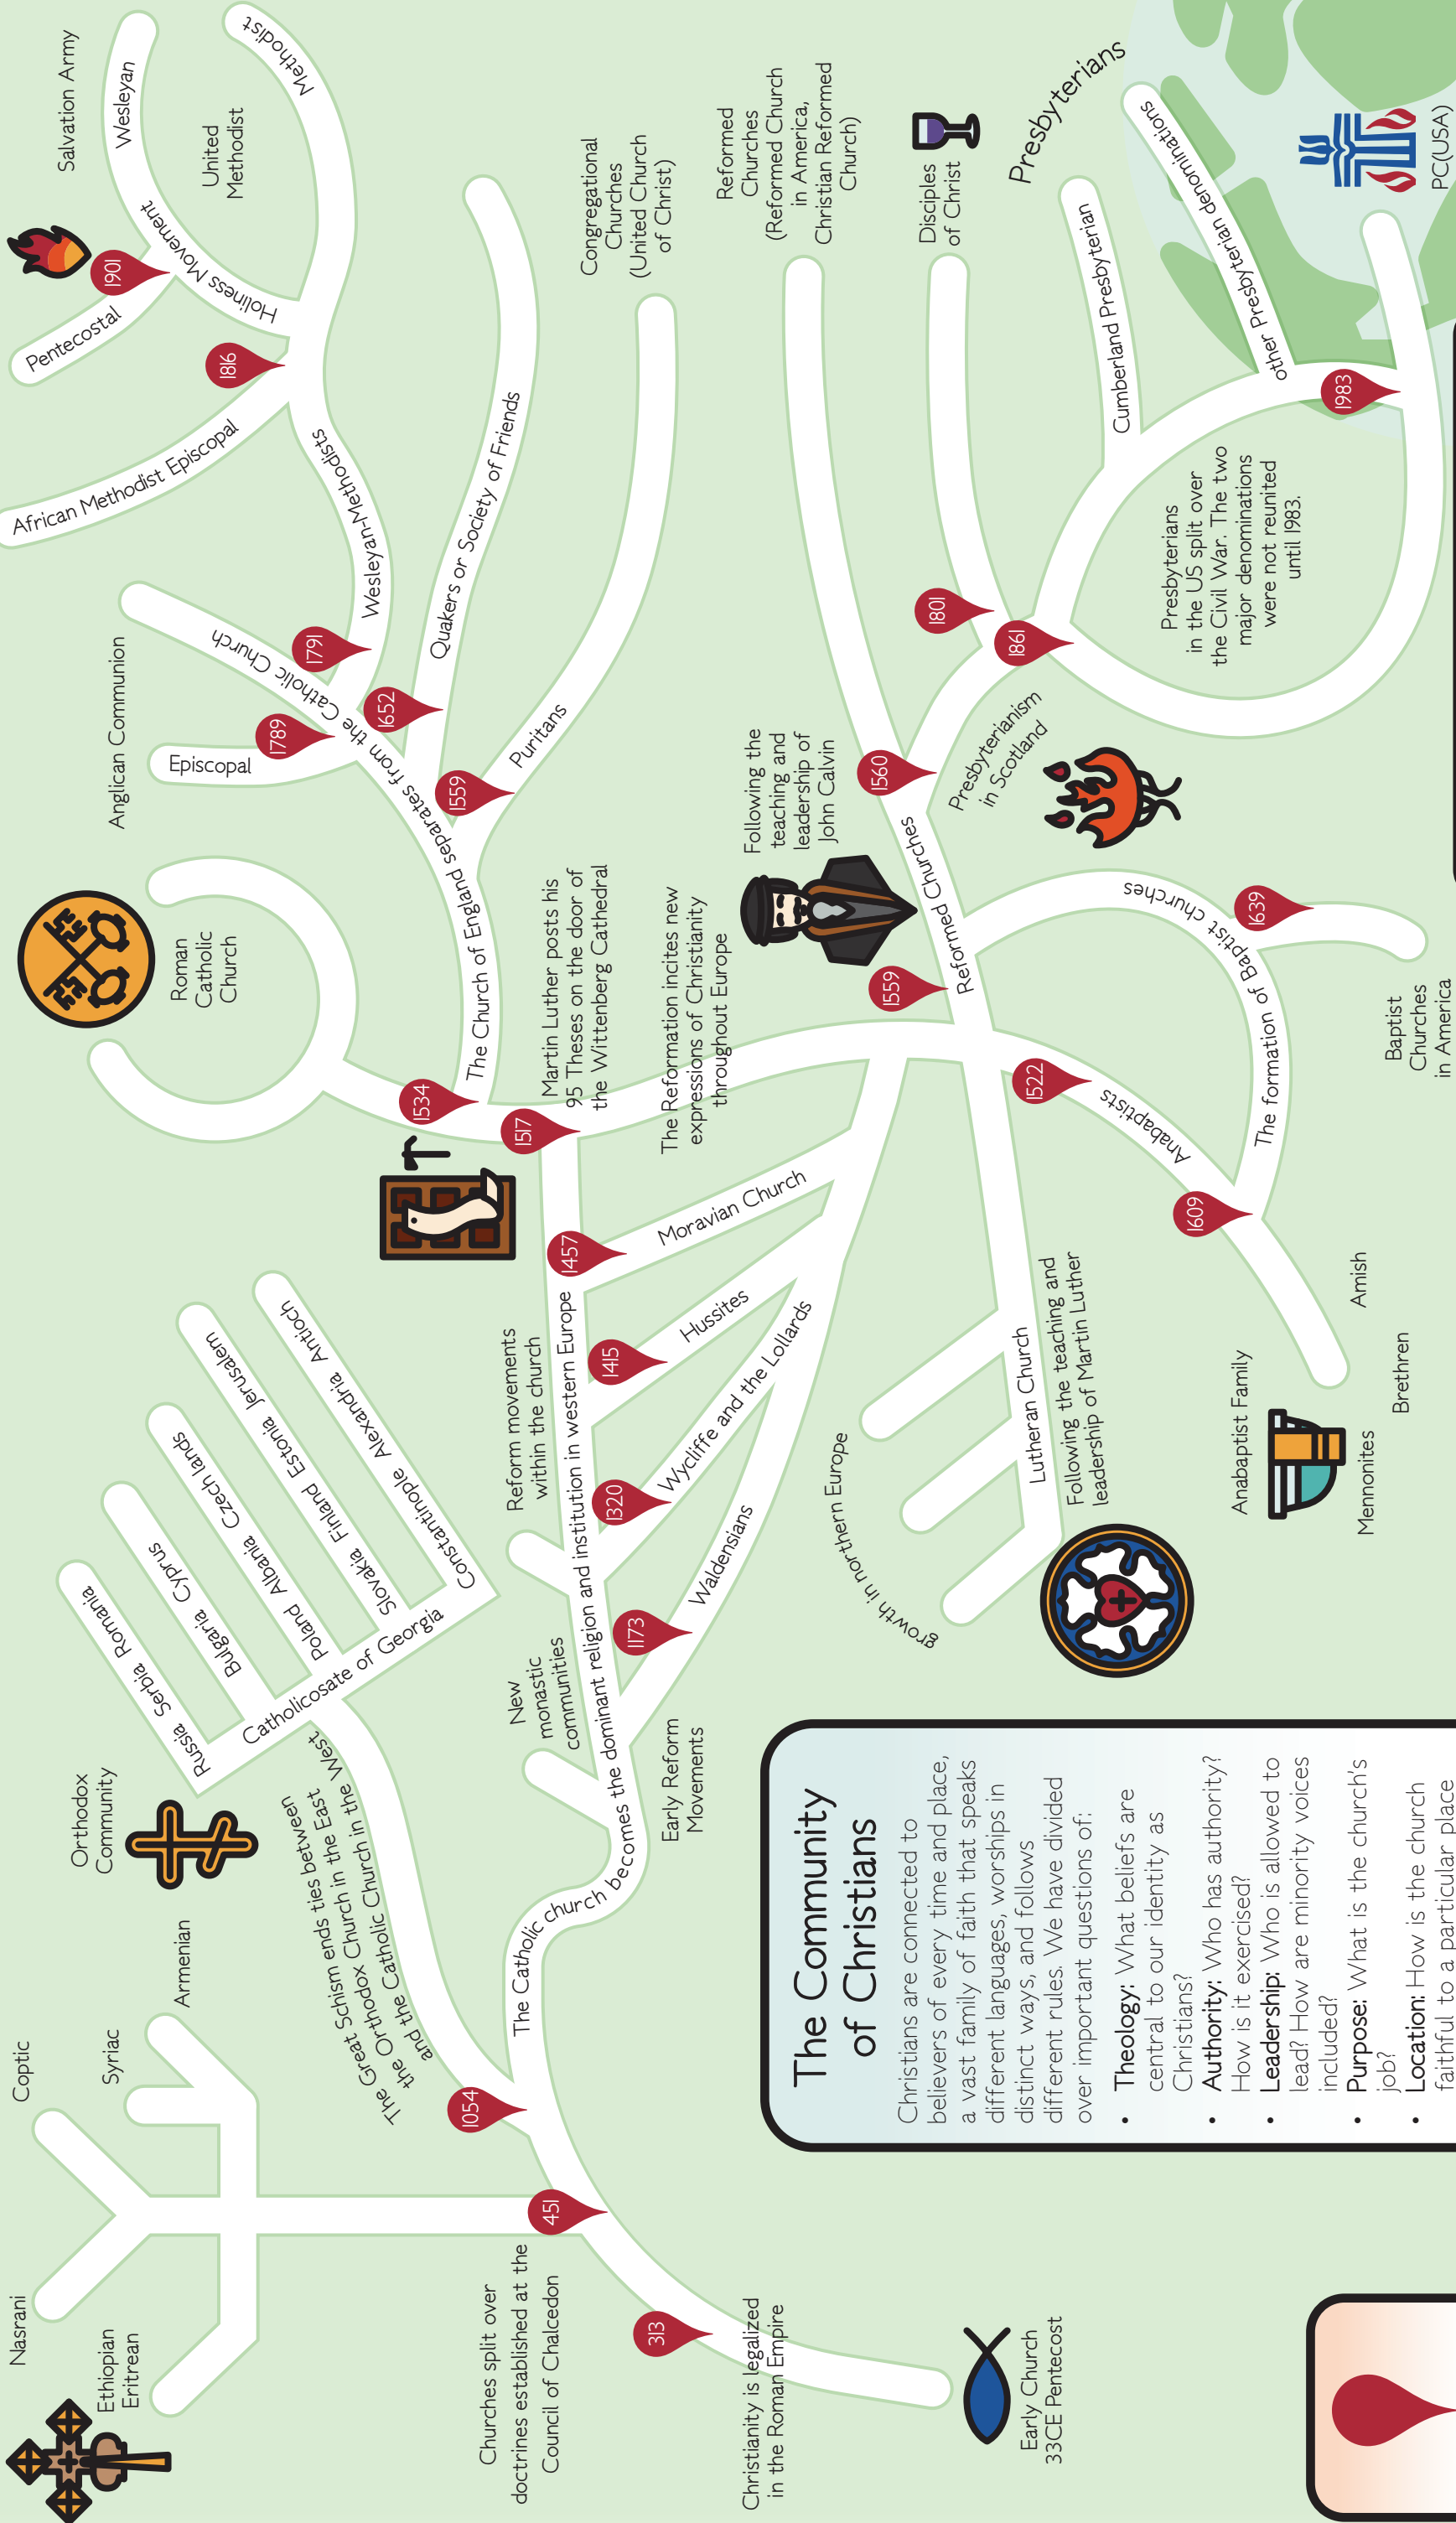 Nasrani
Coptic
Ethiopian
Eritrean
Syriac
Armenian
Churches split over
doctrines established at the
Council of Chalcedon
451
313
Christianity is legalized
in the Roman Empire
Early Church
33CE Pentecost
1054
The Great Schism ends ties between
the Orthodox Church in the East
and the Catholic Church in the West
Orthodox
Community
Catholicosate of Georgia
Russia Serbia Romania
Bulgaria Cyprus
Poland Albania Czech lands
Slovakia Finland Estonia Jerusalem
Constantinople Alexandria Antioch
The Catholic church becomes the dominant religion and institution in western Europe
New
monastic
communities
Reform movements
within the church
Early Reform
Movements
1173
Waldensians
1320
Wycliffe and the Lollards
1415
Hussites
1457
Moravian Church
1517
Martin Luther posts his
95 Theses on the door of
the Wittenberg Cathedral
The Reformation incites new
expressions of Christianity
throughout Europe
Roman
Catholic
Church
1534
The Church of England separates from the Catholic Church
Anglican Communion
1789
Episcopal
1559
Puritans
Congregational
Churches
(United Church
of Christ)
1652
Quakers or Society of Friends
1791
Wesleyan-Methodists
1816
African Methodist Episcopal
Holiness Movement
1901
Pentecostal
Wesleyan
Salvation Army
United
Methodist
Methodist
growth in northern Europe
Lutheran Church
Following the teaching and
leadership of Martin Luther
1522
Anabaptists
1609
Anabaptist Family
Mennonites
Brethren
Amish
The formation of Baptist churches
1639
Baptist
Churches
in America
1559
Reformed Churches
Following the
teaching and
leadership of
John Calvin
1560
Presbyterianism
in Scotland
Reformed
Churches
(Reformed Church
in America,
Christian Reformed
Church)
1801
Disciples
of Christ
1861
Presbyterians
in the US split over
the Civil War. The two
major denominations
were not reunited
until 1983.
Presbyterians
Cumberland Presbyterian
other Presbyterian denominations
1983
PC(USA)
The Community
of Christians
Christians are connected to
believers of every time and place,
a vast family of faith that speaks
different languages, worships in
distinct ways, and follows
different rules. We have divided
over important questions of:
• Theology: What beliefs are
central to our identity as
Christians?
• Authority: Who has authority?
How is it exercised?
• Leadership: Who is allowed to
lead? How are minority voices
included?
• Purpose: What is the church's
job?
• Location: How is the church
faithful to a particular place